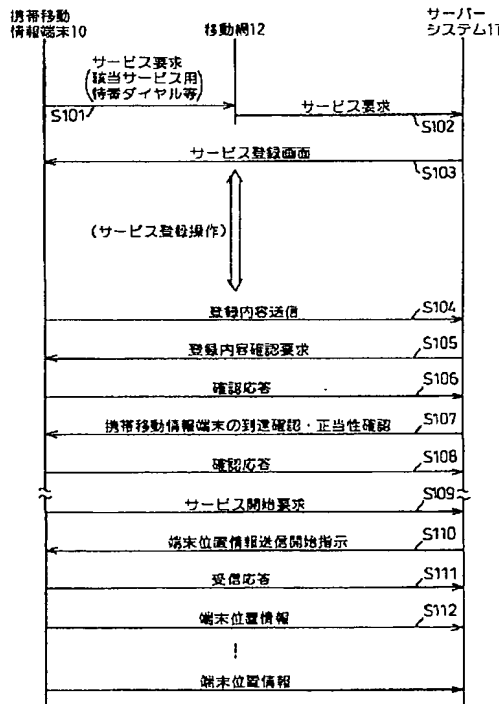 携帯移動
情報端末10
移動網12
サーバー
システム11
サービス要求
(該当サービス用
特番ダイヤル等)
S101
サービス要求
S102
サービス登録画面
S103
(サービス登録操作)
登録内容送信
S104
登録内容確認要求
S105
確認応答
S106
携帯移動情報端末の到達確認・正当性確認
S107
確認応答
S108
サービス開始要求
S109
端末位置情報送信開始指示
S110
受信応答
S111
端末位置情報
S112
端末位置情報